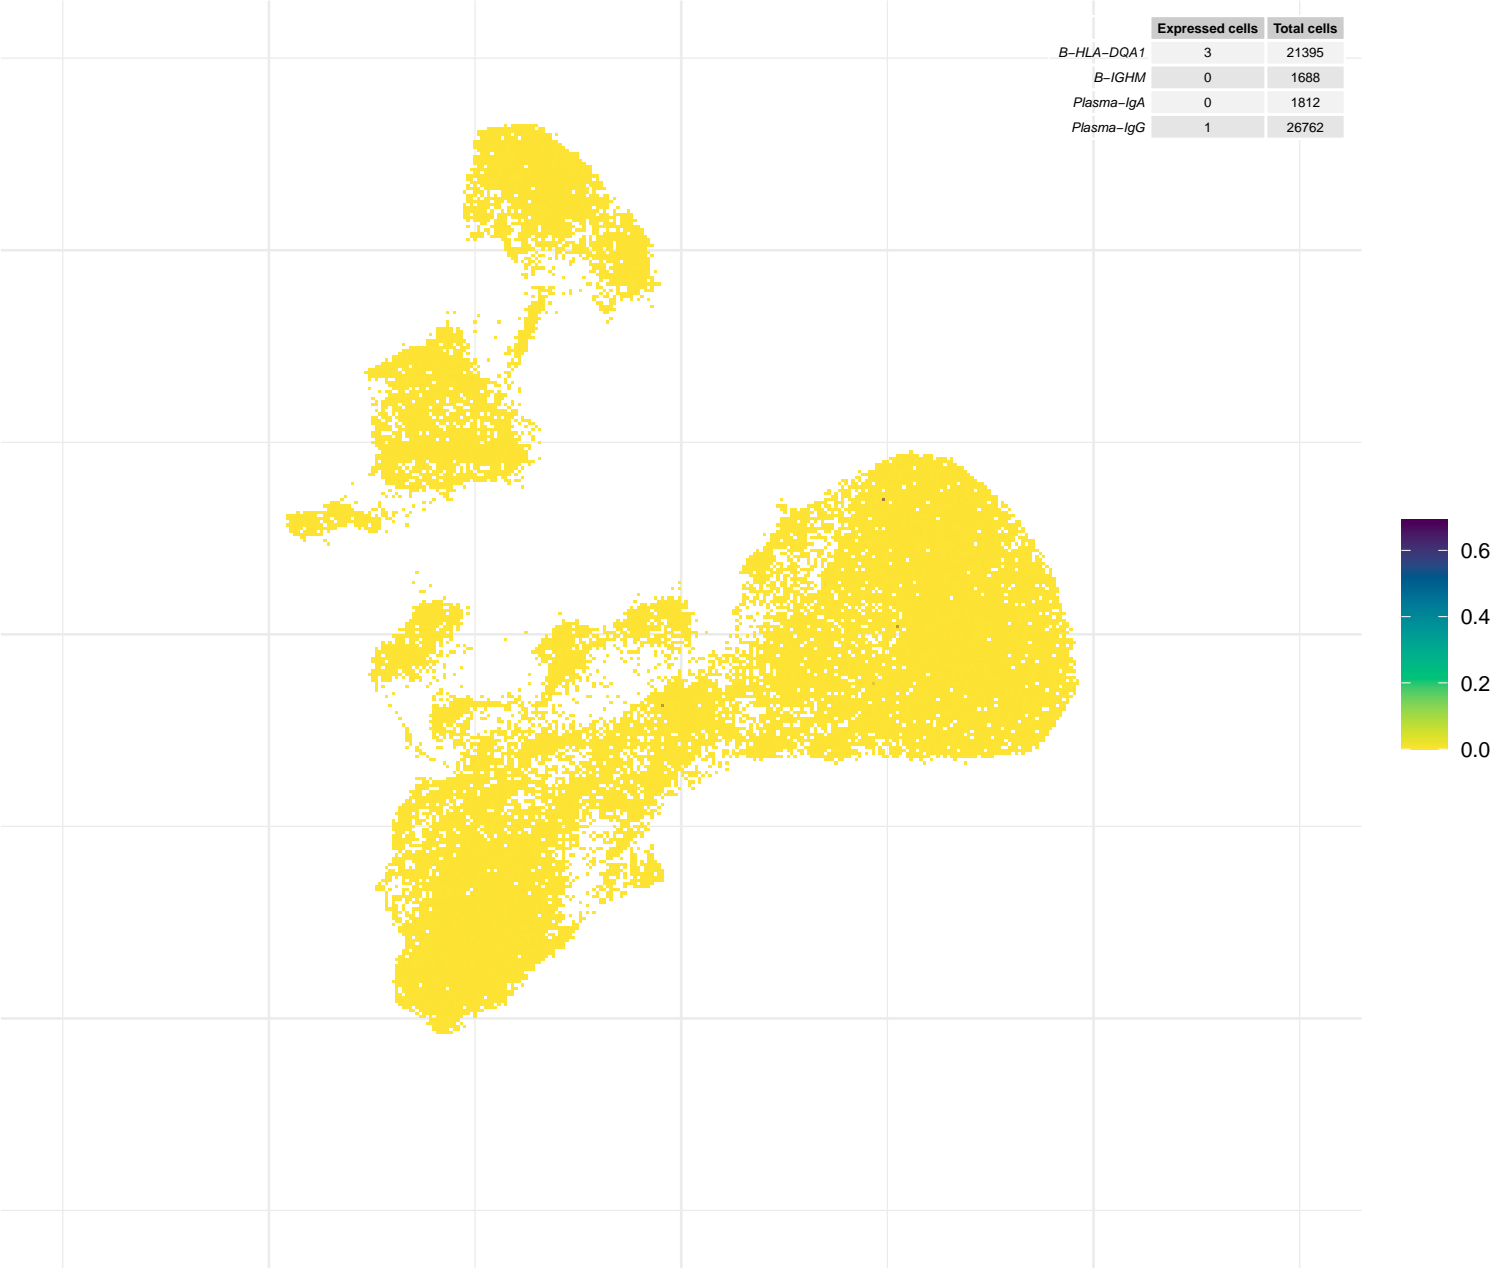 Expressed cells Total cells
B−HLA−DQA1 3 21395
B−IGHM 0 1688
Plasma−IgA 0 1812
Plasma−IgG 1 26762
0.6
0.4
0.2
0.0